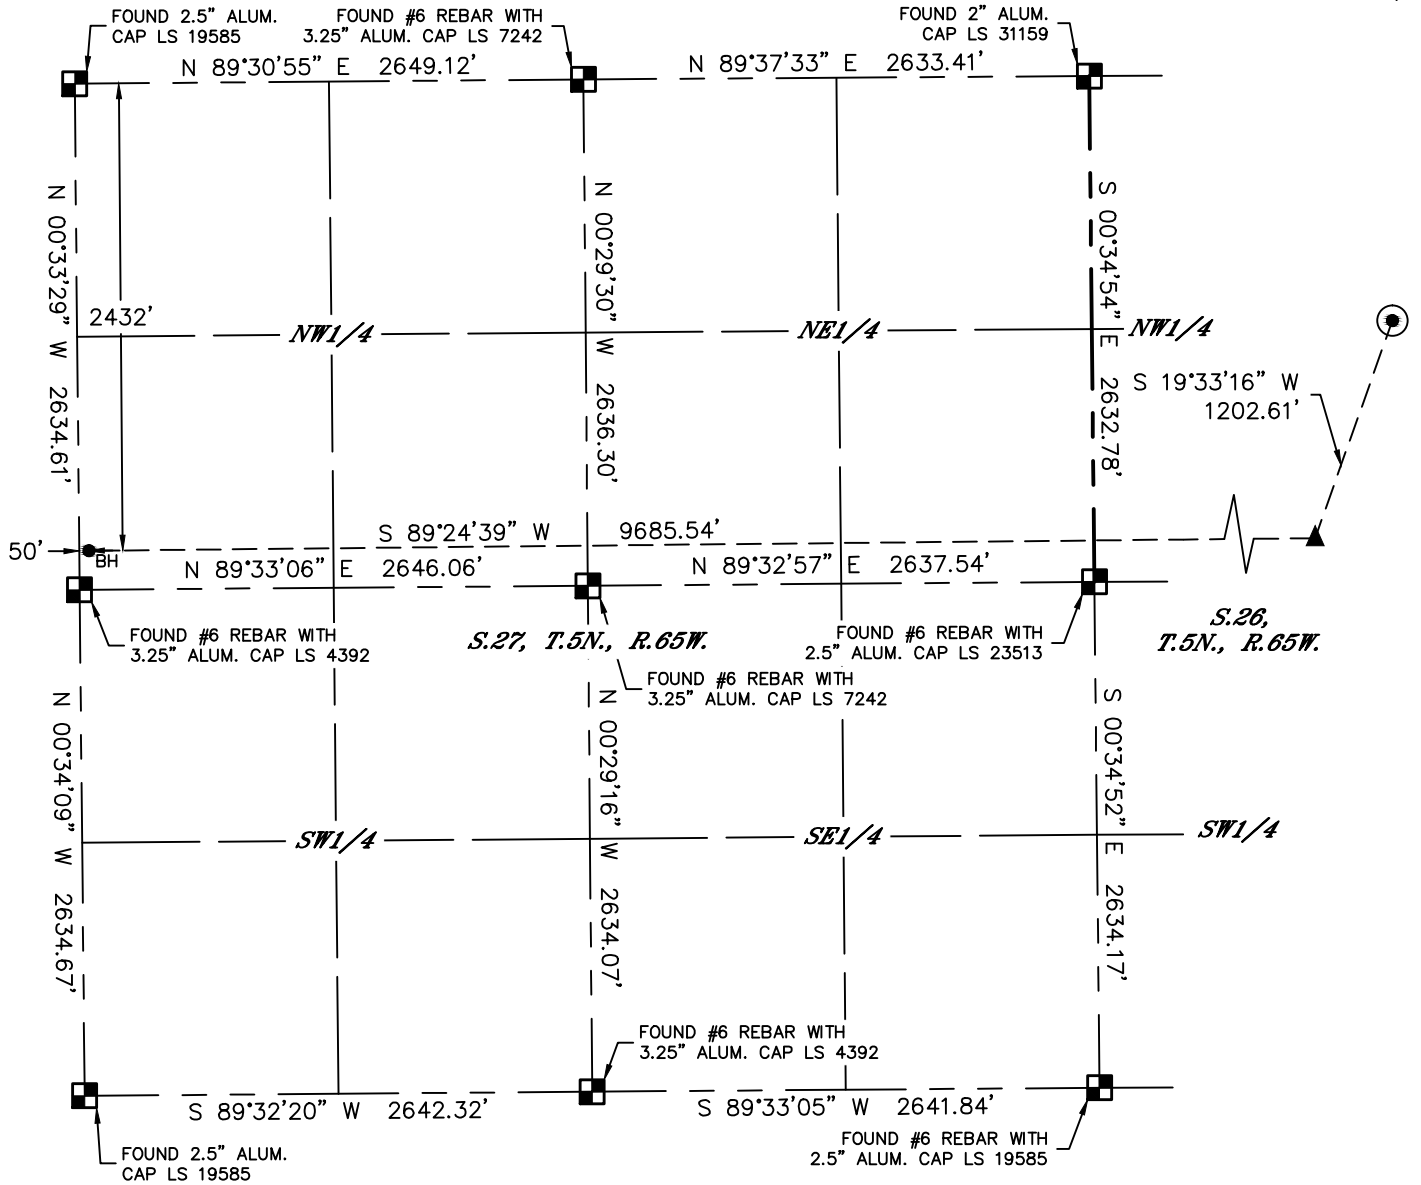 FOUND 2.5" ALUM.
CAP LS 19585
FOUND #6 REBAR WITH
3.25" ALUM. CAP LS 7242
FOUND 2" ALUM.
CAP LS 31159
N 89°30'55" E 2649.12'
N 89°37'33" E 2633.41'
N 00°33'29" W 2634.61'
2432'
N 00°29'30" W 2636.30'
S 00°34'54" E 2632.78'
NW1/4
NE1/4
NW1/4
S 19°33'16" W
1202.61'
50'
BH
S 89°24'39" W 9685.54'
N 89°33'06" E 2646.06'
N 89°32'57" E 2637.54'
FOUND #6 REBAR WITH
3.25" ALUM. CAP LS 4392
S.27, T.5N., R.65W.
FOUND #6 REBAR WITH
2.5" ALUM. CAP LS 23513
S.26,
T.5N., R.65W.
FOUND #6 REBAR WITH
3.25" ALUM. CAP LS 7242
N 00°34'09" W 2634.67'
N 00°29'16" W 2634.07'
S 00°34'52" E 2634.17'
SW1/4
SE1/4
SW1/4
FOUND #6 REBAR WITH
3.25" ALUM. CAP LS 4392
S 89°32'20" W 2642.32'
S 89°33'05" W 2641.84'
FOUND 2.5" ALUM.
CAP LS 19585
FOUND #6 REBAR WITH
2.5" ALUM. CAP LS 19585